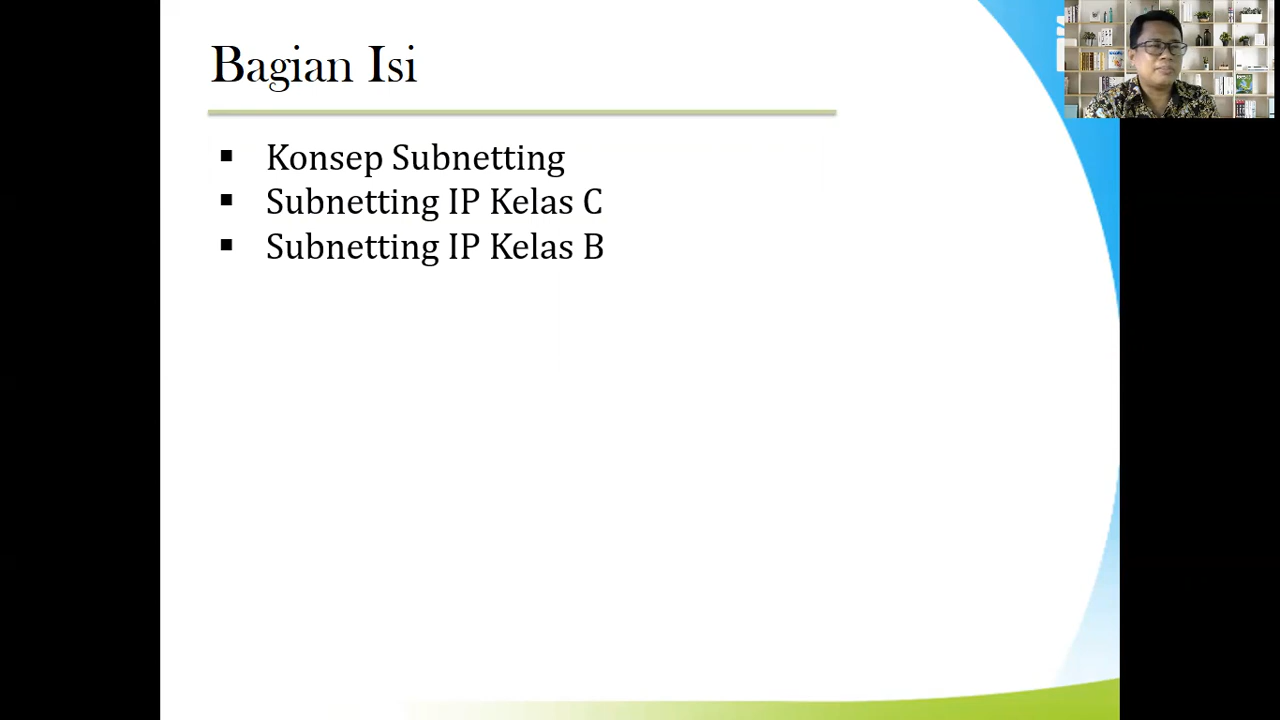 Bagian Isi
▪ Konsep Subnetting
▪ Subnetting IP Kelas C
▪ Subnetting IP Kelas B